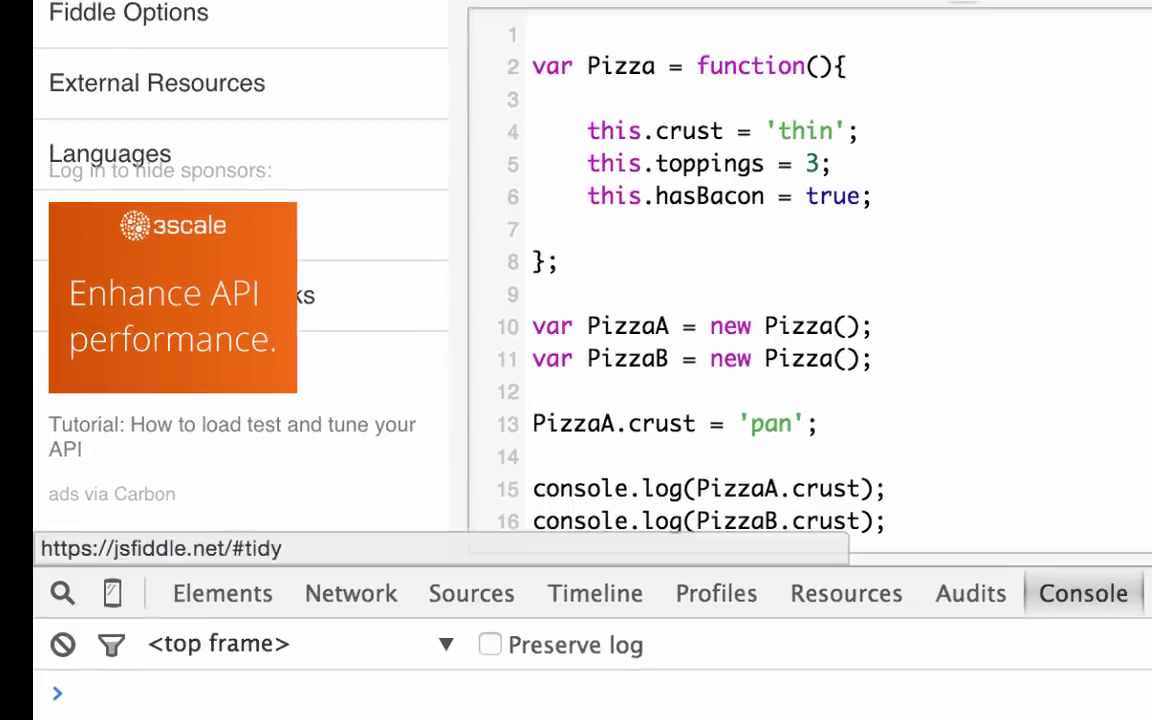 Fiddle Options
External Resources
Languages
Log in to hide sponsors:
3scale
Enhance API
performance.
ks
Tutorial: How to load test and tune your
API
ads via Carbon
https://jsfiddle.net/#tidy
1
2 var Pizza = function(){
3
4 this.crust = 'thin';
5 this.toppings = 3;
6 this.hasBacon = true;
7
8 };
9
10 var PizzaA = new Pizza();
11 var PizzaB = new Pizza();
12
13 PizzaA.crust = 'pan';
14
15 console.log(PizzaA.crust);
16 console.log(PizzaB.crust);
Elements Network Sources Timeline Profiles Resources Audits Console
<top frame> ▼ Preserve log
>